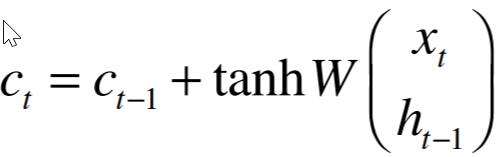 c_t = c_{t-1} + tanh W ( x_t
h_{t-1} )